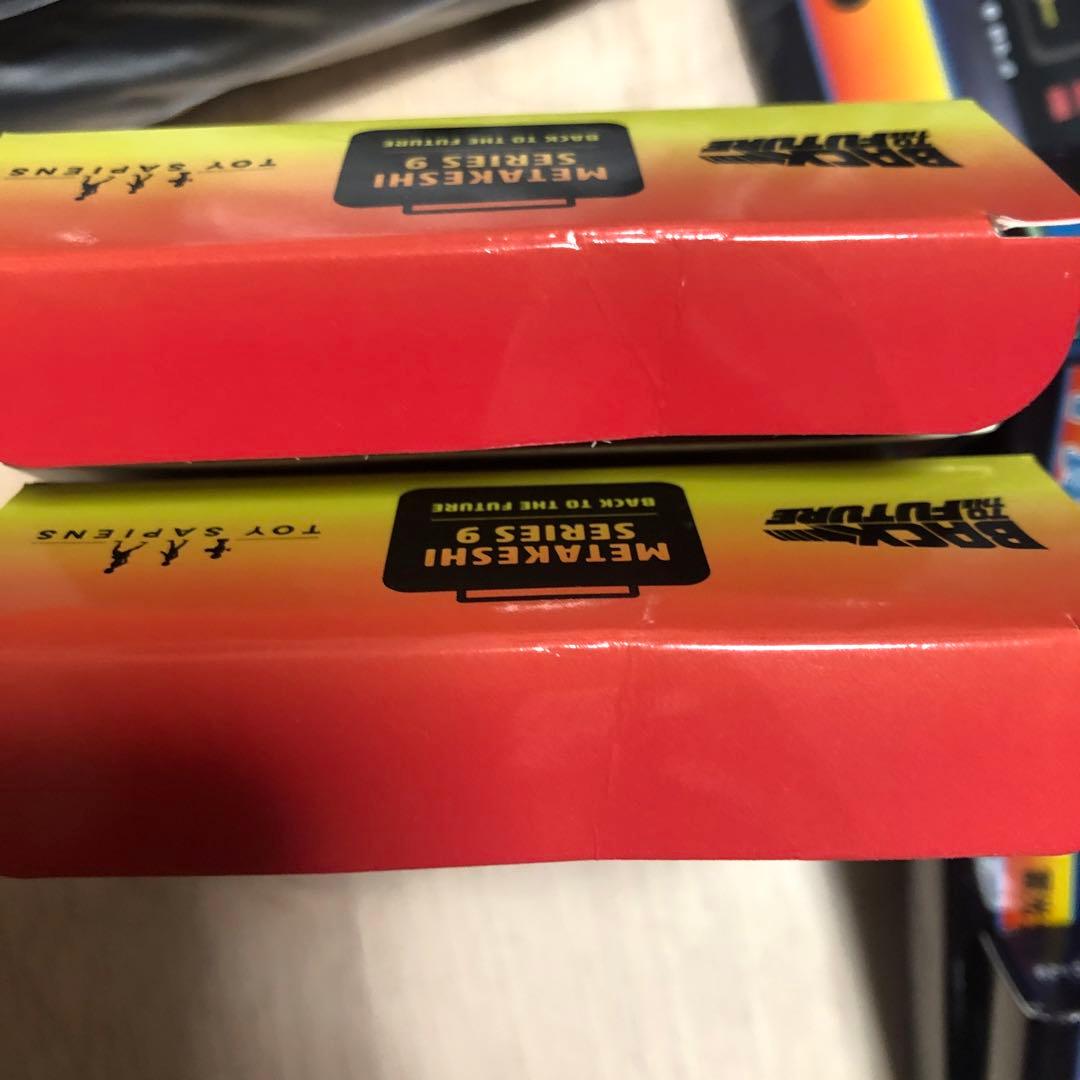 BACK
TO THE
FUTURE
METAKESHI
SERIES 9
BACK TO THE FUTURE
TOY SAPIENS
BACK
TO THE
FUTURE
METAKESHI
SERIES 9
BACK TO THE FUTURE
TOY SAPIENS